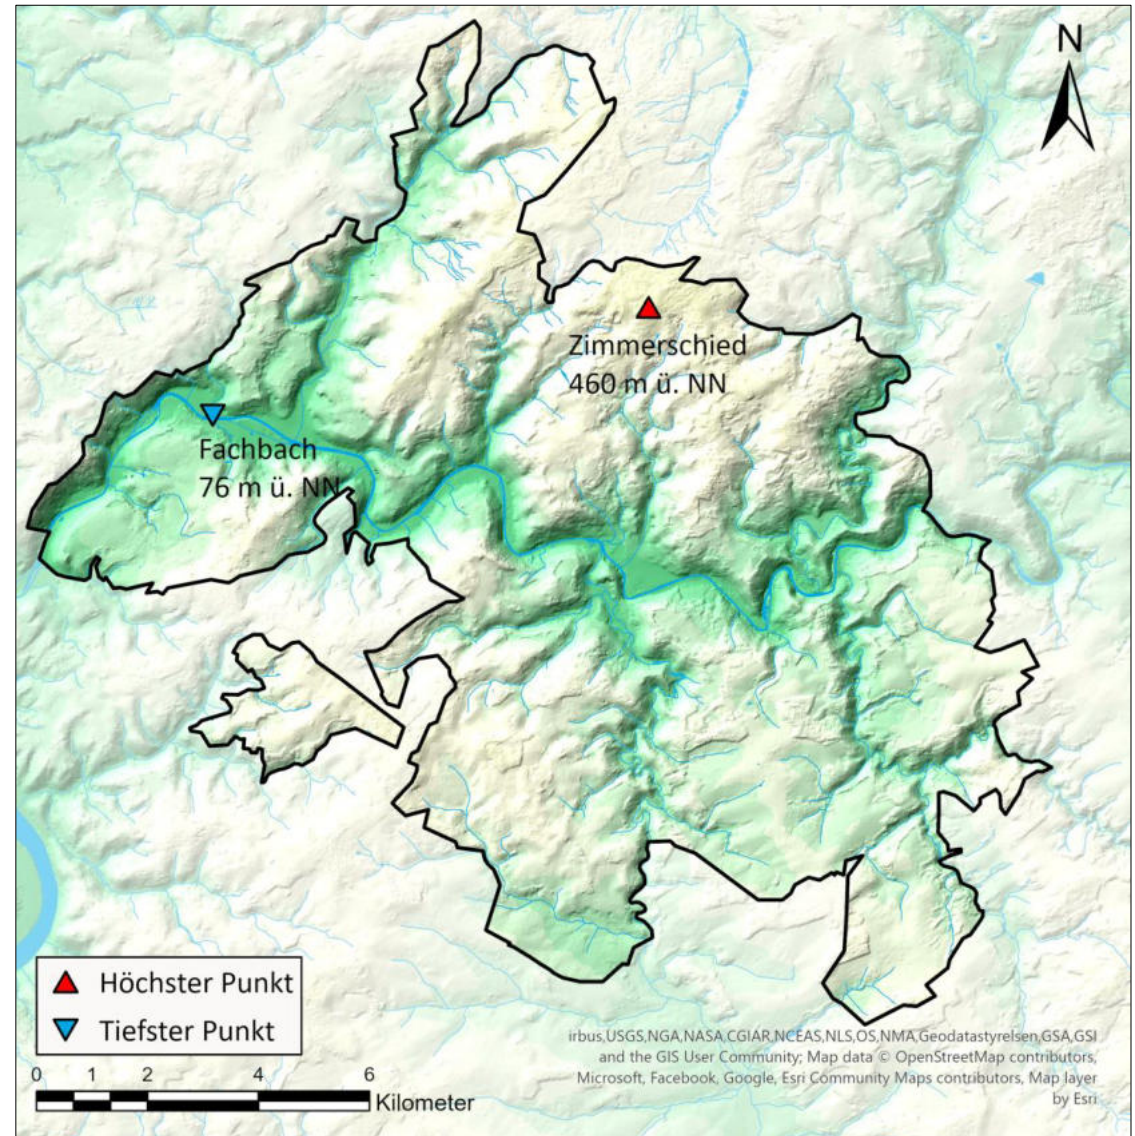 N
Zimmerschied
460 m ü. NN
Fachbach
76 m ü. NN
Höchster Punkt
Tiefster Punkt
irbus,USGS,NGA,NASA,CGIAR,NCEAS,NLS,OS,NMA,Geodatastyrelsen,GSA,GSI
and the GIS User Community; Map data © OpenStreetMap contributors,
Microsoft, Facebook, Google, Esri Community Maps contributors, Map layer
by Esri
0 1 2 4 6
Kilometer